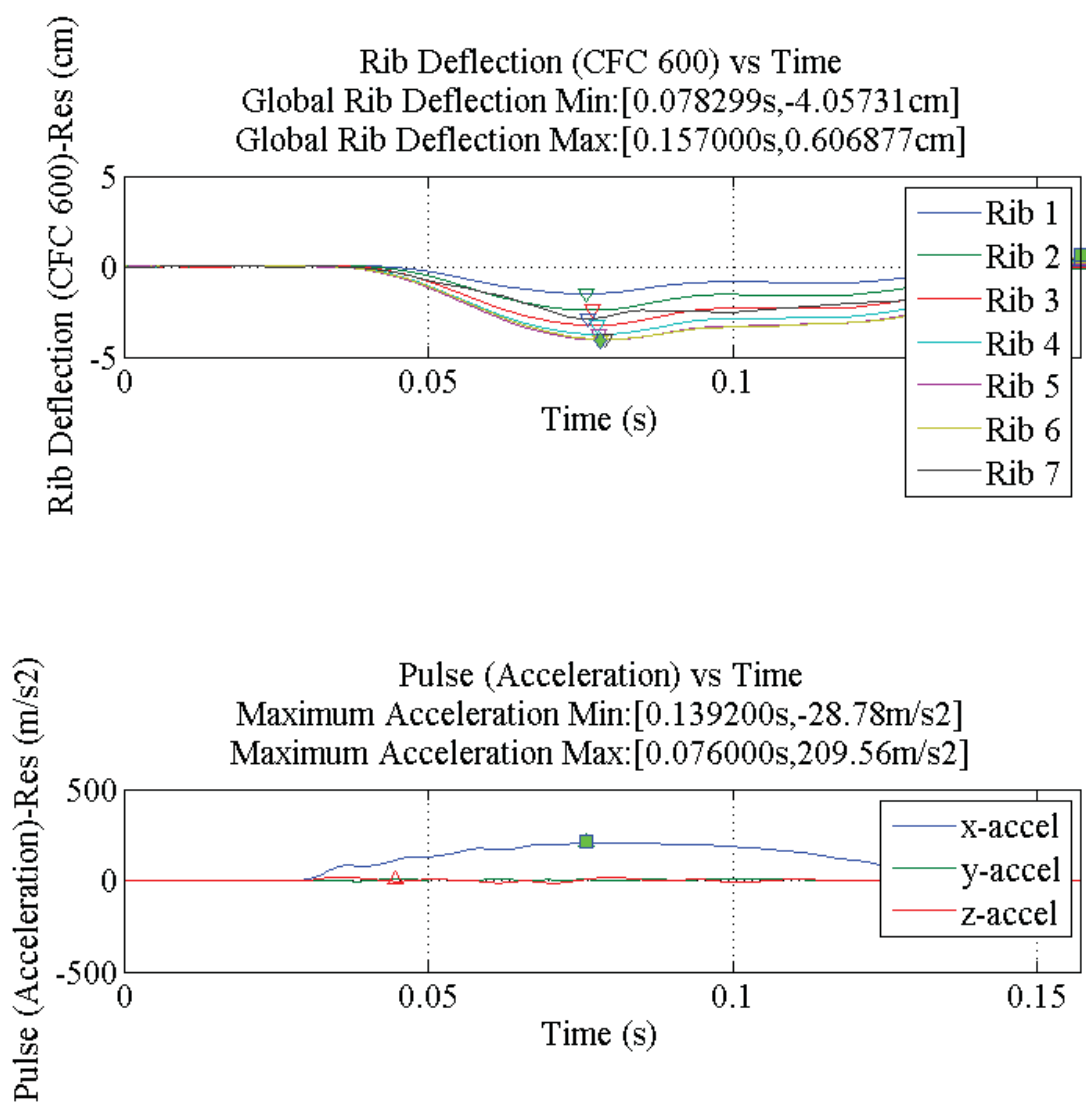 Rib Deflection (CFC 600) vs Time
Global Rib Deflection Min:[0.078299s,-4.05731cm]
Global Rib Deflection Max:[0.157000s,0.606877cm]
Rib Deflection (CFC 600)-Res (cm)
5
0
-5
0
0.05
0.1
Time (s)
Rib 1
Rib 2
Rib 3
Rib 4
Rib 5
Rib 6
Rib 7
Pulse (Acceleration) vs Time
Maximum Acceleration Min:[0.139200s,-28.78m/s2]
Maximum Acceleration Max:[0.076000s,209.56m/s2]
Pulse (Acceleration)-Res (m/s2)
500
0
-500
0
0.05
0.1
0.15
Time (s)
x-accel
y-accel
z-accel